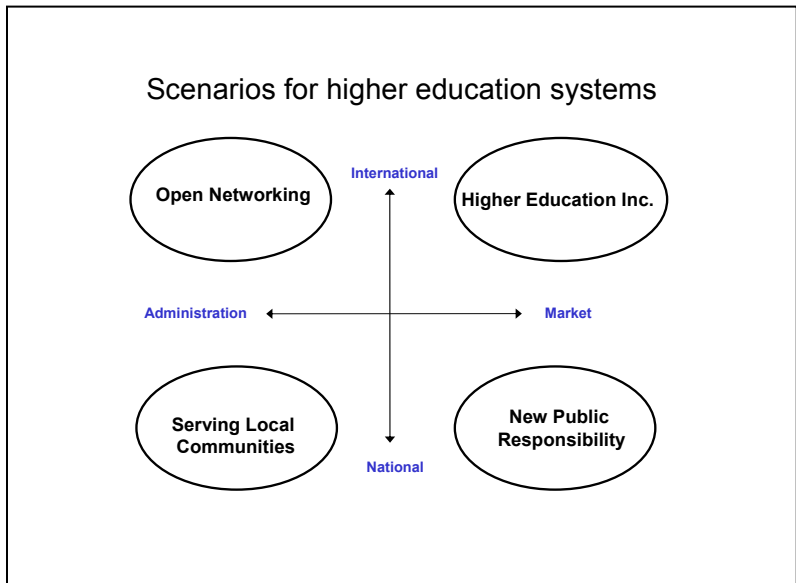 Scenarios for higher education systems
International
Open Networking
Higher Education Inc.
Administration
Market
Serving Local
Communities
New Public
Responsibility
National